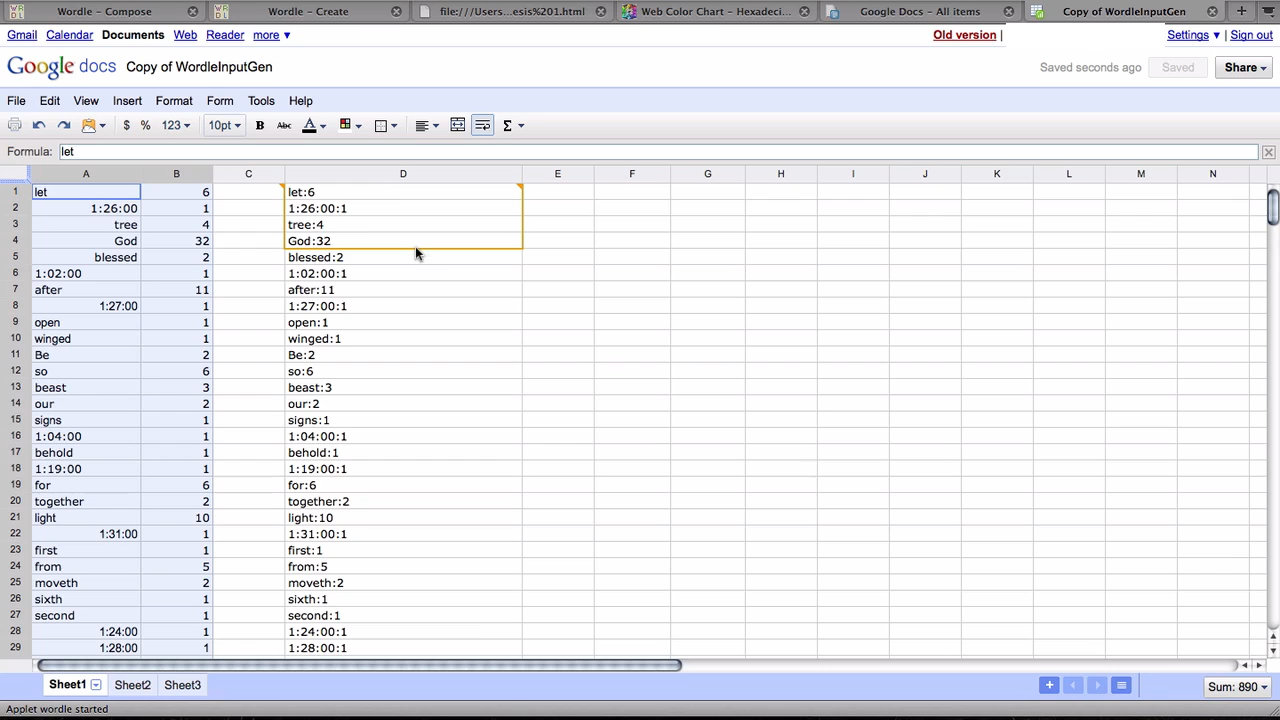 Wordle - Compose Wordle - Create file:///Users...esis%201.html Web Color Chart - Hexadeci... Google Docs - All items Copy of WordleInputGen
Gmail Calendar Documents Web Reader more ▼ Old version | Settings ▼ | Sign out
Google docs Copy of WordleInputGen Saved seconds ago Saved Share
File Edit View Insert Format Form Tools Help
$ % 123 10pt B Abc A Σ
Formula: let
A B C D E F G H I J K L M N
1 let 6 let:6
2 1:26:00 1 1:26:00:1
3 tree 4 tree:4
4 God 32 God:32
5 blessed 2 blessed:2
6 1:02:00 1 1:02:00:1
7 after 11 after:11
8 1:27:00 1 1:27:00:1
9 open 1 open:1
10 winged 1 winged:1
11 Be 2 Be:2
12 so 6 so:6
13 beast 3 beast:3
14 our 2 our:2
15 signs 1 signs:1
16 1:04:00 1 1:04:00:1
17 behold 1 behold:1
18 1:19:00 1 1:19:00:1
19 for 6 for:6
20 together 2 together:2
21 light 10 light:10
22 1:31:00 1 1:31:00:1
23 first 1 first:1
24 from 5 from:5
25 moveth 2 moveth:2
26 sixth 1 sixth:1
27 second 1 second:1
28 1:24:00 1 1:24:00:1
29 1:28:00 1 1:28:00:1
Sheet1 Sheet2 Sheet3 Sum: 890
Applet wordle started